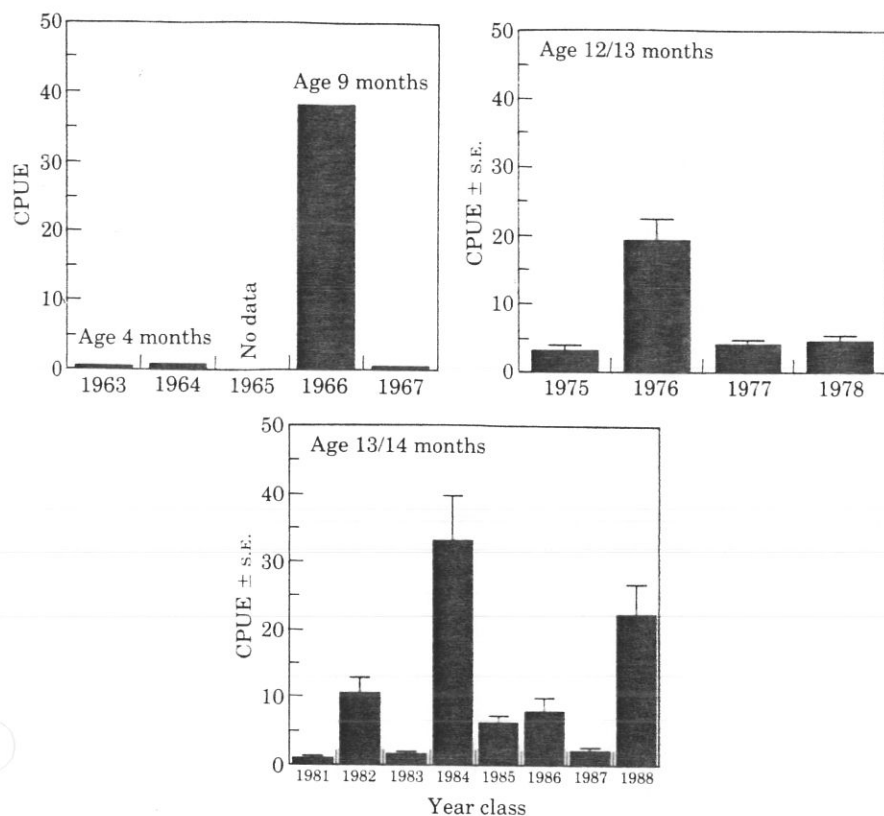 50
40
30
20
10
0
CPUE
Age 9 months
Age 4 months
No data
1963 1964 1965 1966 1967
50
40
30
20
10
0
CPUE ± S.E.
Age 12/13 months
1975 1976 1977 1978
50
40
30
20
10
0
CPUE ± S.E.
Age 13/14 months
1981 1982 1983 1984 1985 1986 1987 1988
Year class